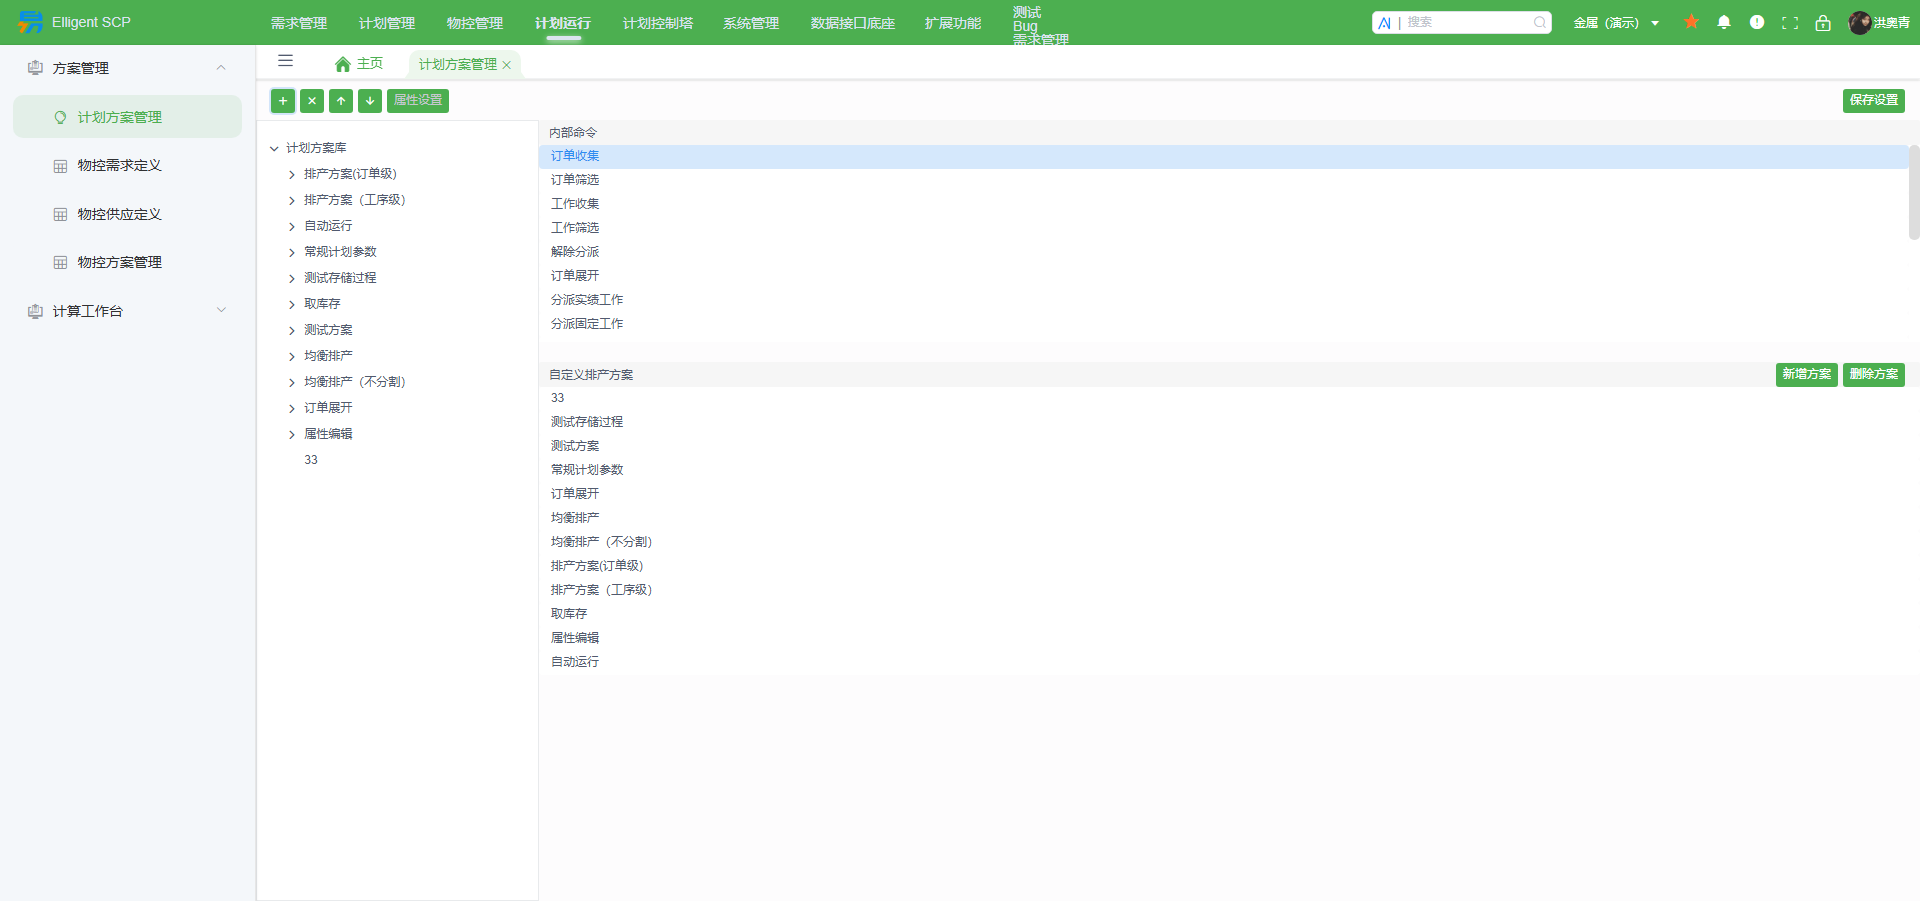 Elligent SCP
需求管理
计划管理
物控管理
计划运行
计划控制塔
系统管理
数据接口底座
扩展功能
测试
Bug
需求管理
AI | 搜索
金属（演示）
洪奥青
方案管理
计划方案管理
物控需求定义
物控供应定义
物控方案管理
计算工作台
主页
计划方案管理
属性设置
保存设置
计划方案库
排产方案(订单级)
排产方案（工序级）
自动运行
常规计划参数
测试存储过程
取库存
测试方案
均衡排产
均衡排产（不分割）
订单展开
属性编辑
33
内部命令
订单收集
订单筛选
工作收集
工作筛选
解除分派
订单展开
分派实绩工作
分派固定工作
自定义排产方案
新增方案
删除方案
33
测试存储过程
测试方案
常规计划参数
订单展开
均衡排产
均衡排产（不分割）
排产方案(订单级)
排产方案（工序级）
取库存
属性编辑
自动运行